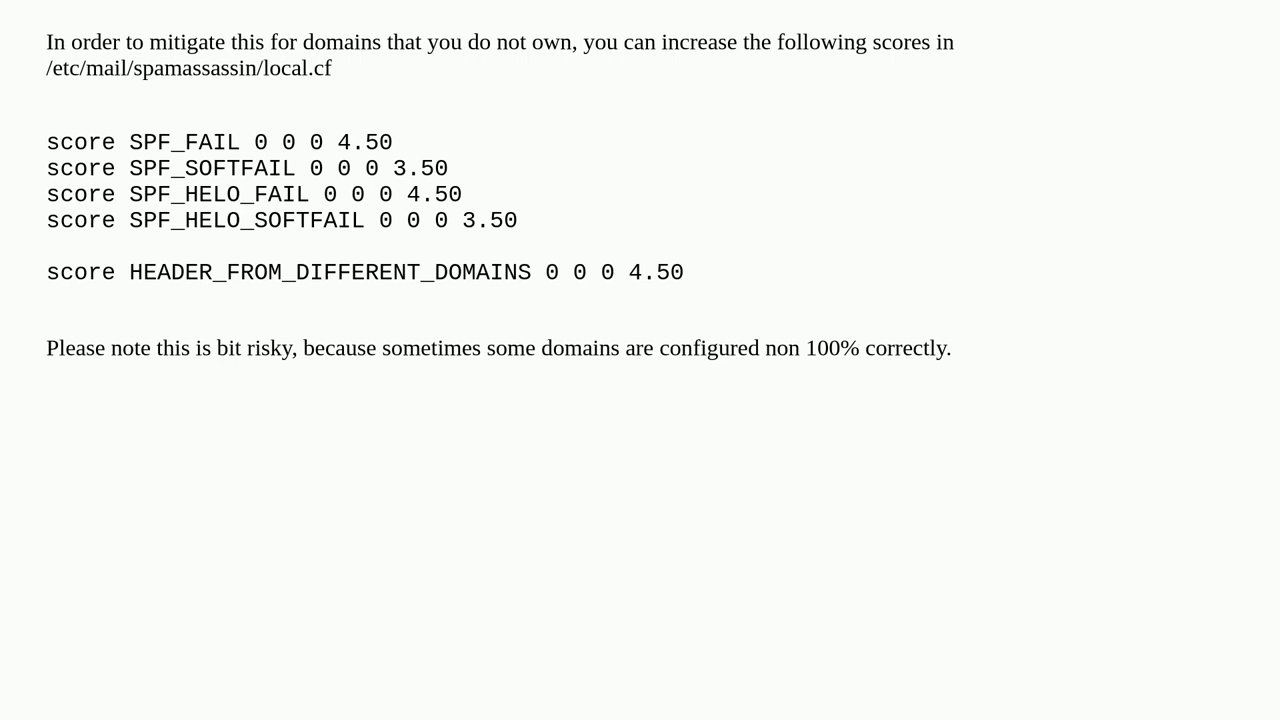 In order to mitigate this for domains that you do not own, you can increase the following scores in
/etc/mail/spamassassin/local.cf
score SPF_FAIL 0 0 0 4.50
score SPF_SOFTFAIL 0 0 0 3.50
score SPF_HELO_FAIL 0 0 0 4.50
score SPF_HELO_SOFTFAIL 0 0 0 3.50
score HEADER_FROM_DIFFERENT_DOMAINS 0 0 0 4.50
Please note this is bit risky, because sometimes some domains are configured non 100% correctly.